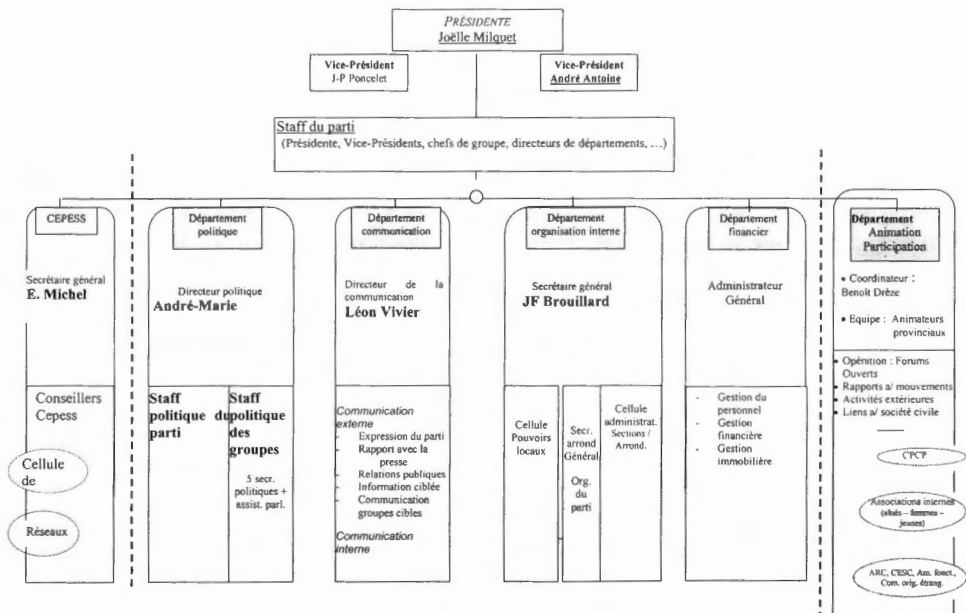 PRÉSIDENTE
Joëlle Milquet
Vice-Président
J-P Poncelet
Vice-Président
André Antoine
Staff du parti
(Présidente, Vice-Présidents, chefs de groupe, directeurs de départements, …)
CEPESS
Secrétaire général
E. Michel
Conseillers
Cepess
Cellule
de
Réseaux
Département
politique
Directeur politique
André-Marie
Staff
politique du
parti
Staff
politique
des
groupes
5 secr.
politiques +
assist. parl.
Département
communication
Directeur de la
communication
Léon Vivier
Communication
externe
- Expression du parti
- Rapport avec la
presse
- Relations publiques
- Information ciblée
- Communication
groupes cibles
Communication
interne
Département
organisation interne
Secrétaire général
JF Brouillard
Cellule
Pouvoirs
locaux
Secr.
arrond
Général
Org.
du
parti
Cellule
administrat.
Sections /
Arrond.
Département
financier
Administrateur
Général
- Gestion du
personnel
- Gestion
financière
- Gestion
immobilière
Département
Animation
Participation
• Coordinateur :
Benoît Drèze
• Equipe : Animateurs
provinciaux
• Opération : Forums
Ouverts
• Rapports a/ mouvements
• Activités extérieures
• Liens a/ société civile
CPCP
Associations internes
(aînés – femmes –
jeunes)
ARC, CESC, Am. fonct.,
Com. orig. étrang.